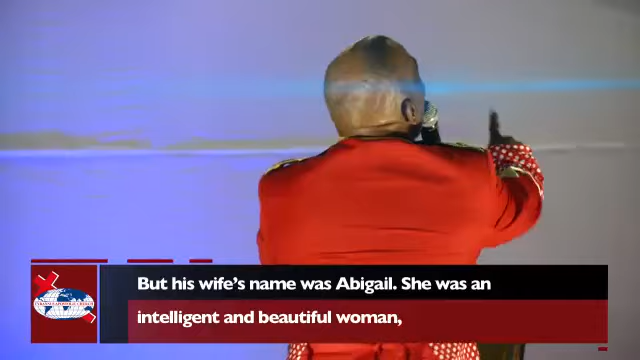 But his wife's name was Abigail. She was an
intelligent and beautiful woman,